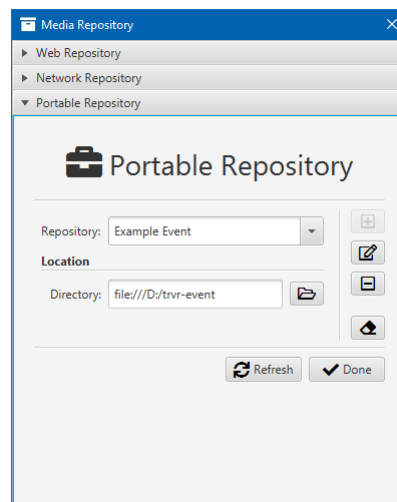 Media Repository
Web Repository
Network Repository
Portable Repository
Portable Repository
Repository: Example Event
Location
Directory: file:///D:/trvr-event
Refresh Done